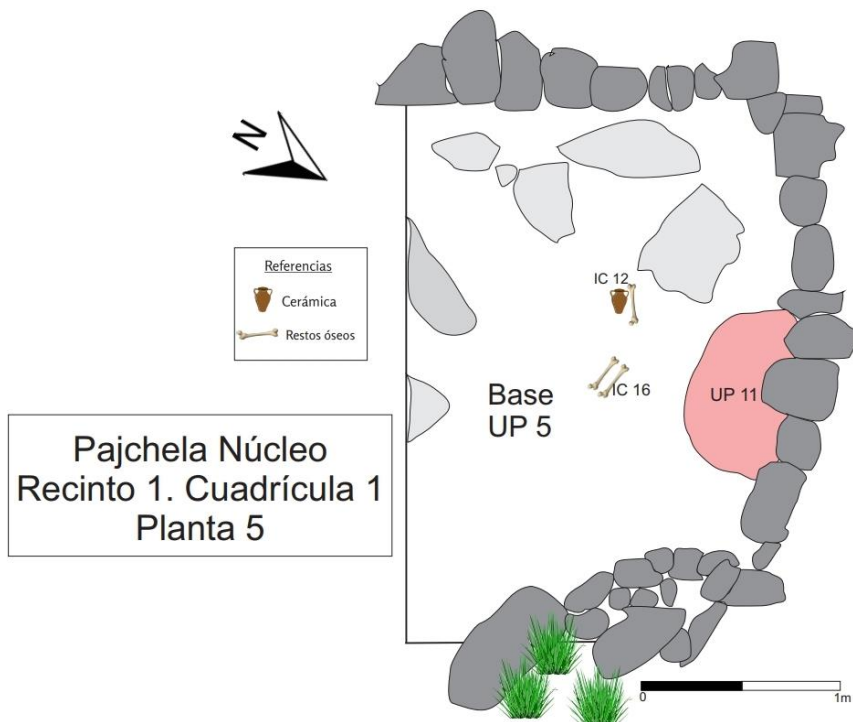 N
Referencias
Cerámica
Restos óseos
IC 12
IC 16
UP 11
Base
UP 5
Pajchela Núcleo
Recinto 1. Cuadrícula 1
Planta 5
0 1m